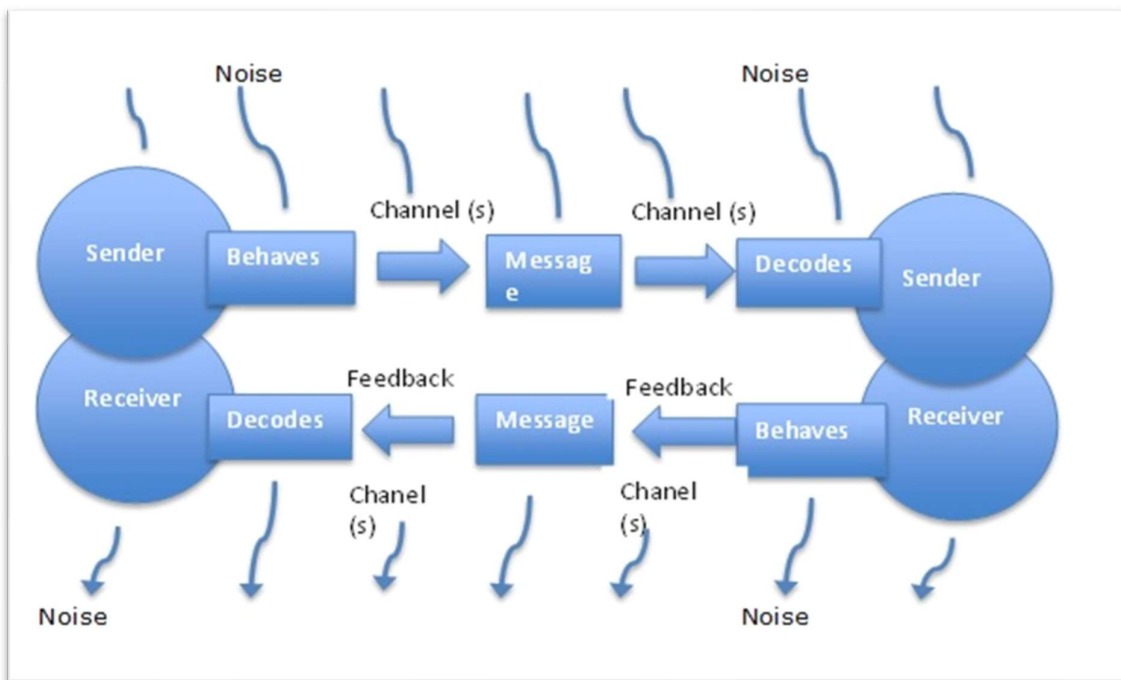 Noise
Noise
Channel (s)
Channel (s)
Sender
Behaves
Messag
e
Decodes
Sender
Receiver
Decodes
Feedback
Message
Feedback
Behaves
Receiver
Chanel
(s)
Chanel
(s)
Noise
Noise